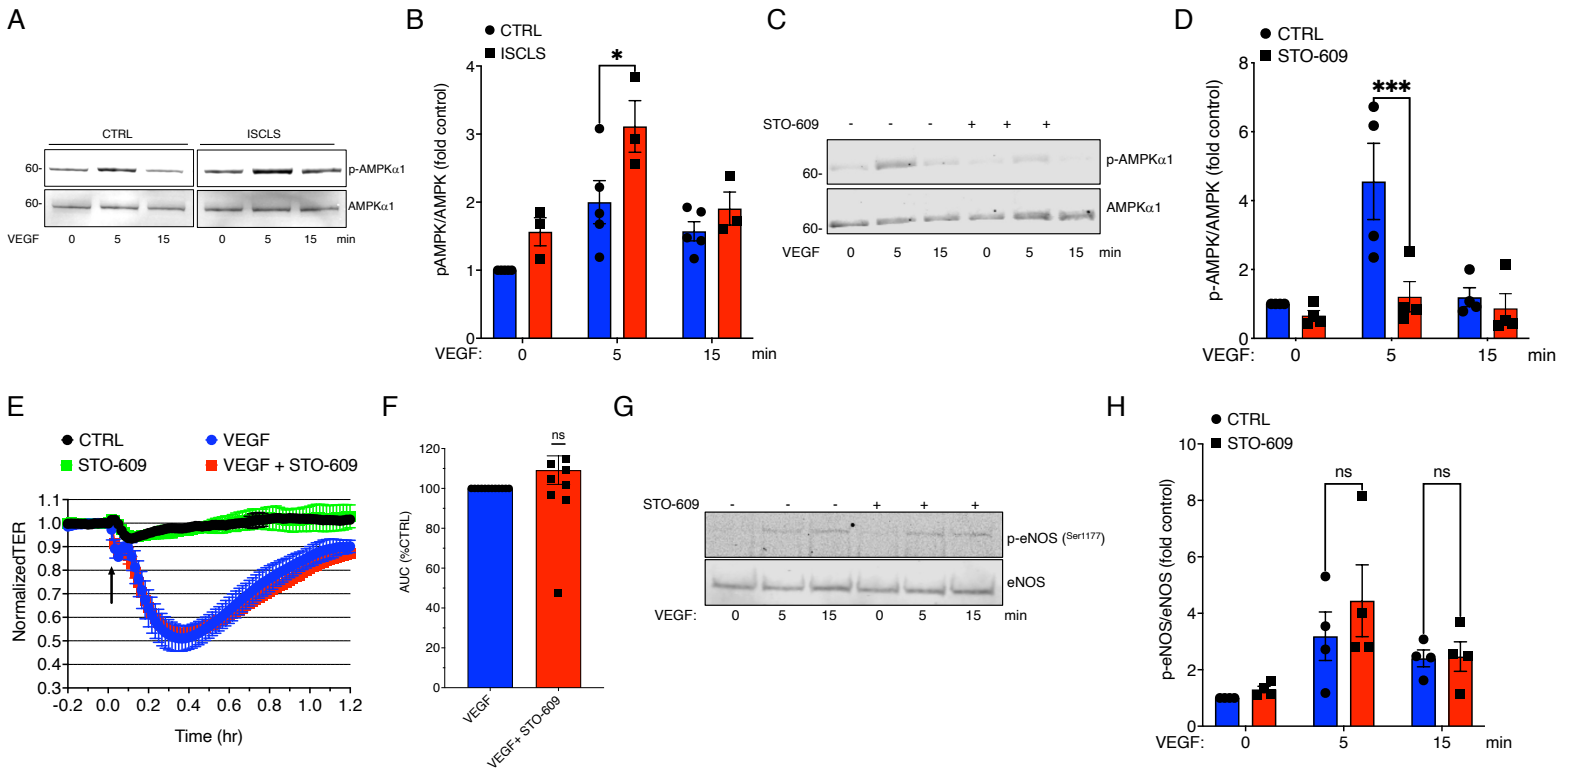 A
CTRL
ISCLS
60-
p-AMPKα1
60-
AMPKα1
VEGF 0 5 15 0 5 15 min
B
CTRL
ISCLS
pAMPK/AMPK (fold control)
4
3
2
1
0
*
VEGF: 0 5 15 min
C
STO-609 - - - + + +
60-
p-AMPKα1
60-
AMPKα1
VEGF 0 5 15 0 5 15 min
D
CTRL
STO-609
p-AMPK/AMPK (fold control)
8
6
4
2
0
***
VEGF: 0 5 15 min
E
CTRL
VEGF
STO-609
VEGF + STO-609
NormalizedTER
1.1
1.0
0.9
0.8
0.7
0.6
0.5
0.4
0.3
-0.2 0.0 0.2 0.4 0.6 0.8 1.0 1.2
Time (hr)
F
AUC (%CTRL)
120
100
80
60
40
20
0
ns
VEGF
VEGF+ STO-609
G
STO-609 - - - + + +
p-eNOS (Ser1177)
eNOS
VEGF: 0 5 15 0 5 15 min
H
CTRL
STO-609
p-eNOS/eNOS (fold control)
10
8
6
4
2
0
ns
ns
VEGF: 0 5 15 min